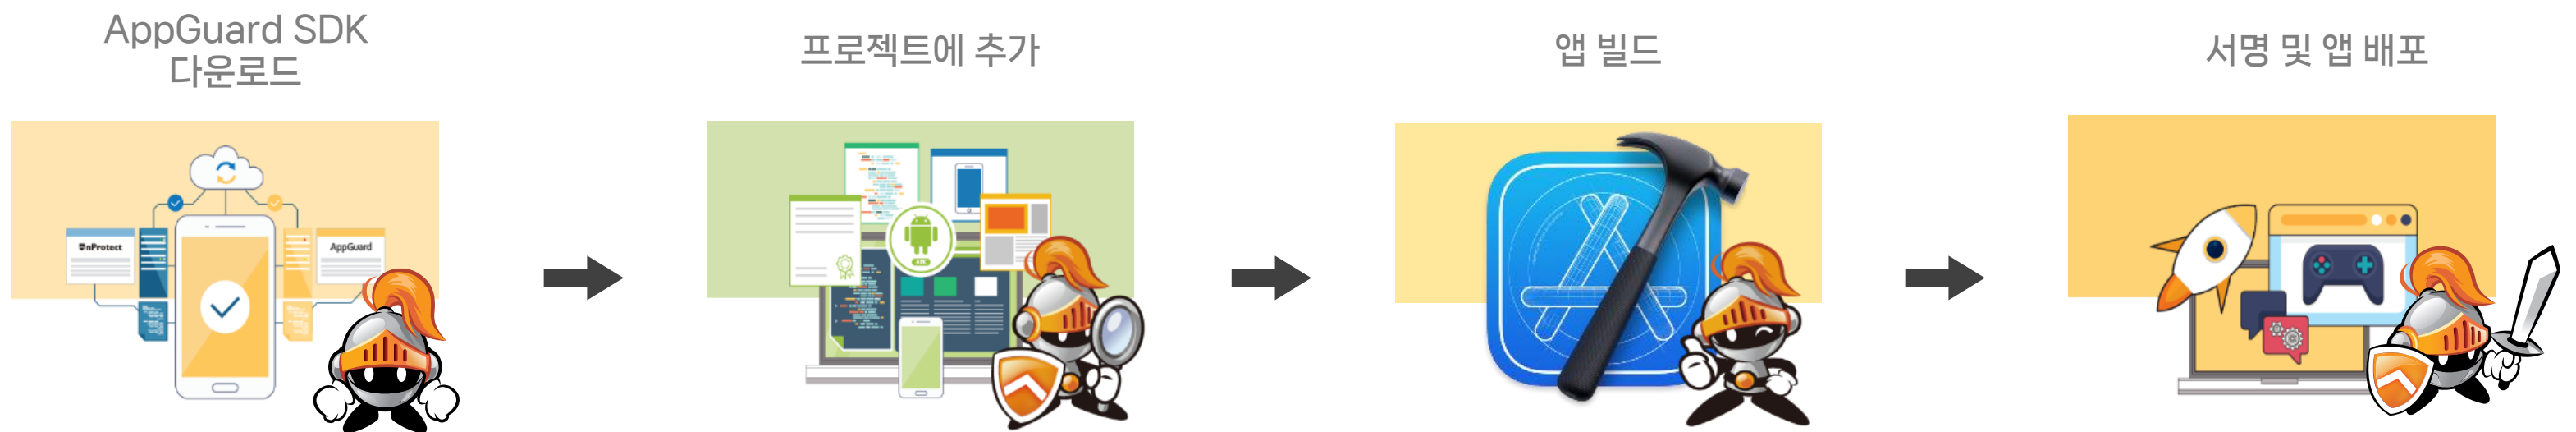 AppGuard SDK
다운로드
프로젝트에 추가
앱 빌드
서명 및 앱 배포
nProtect
AppGuard
APK